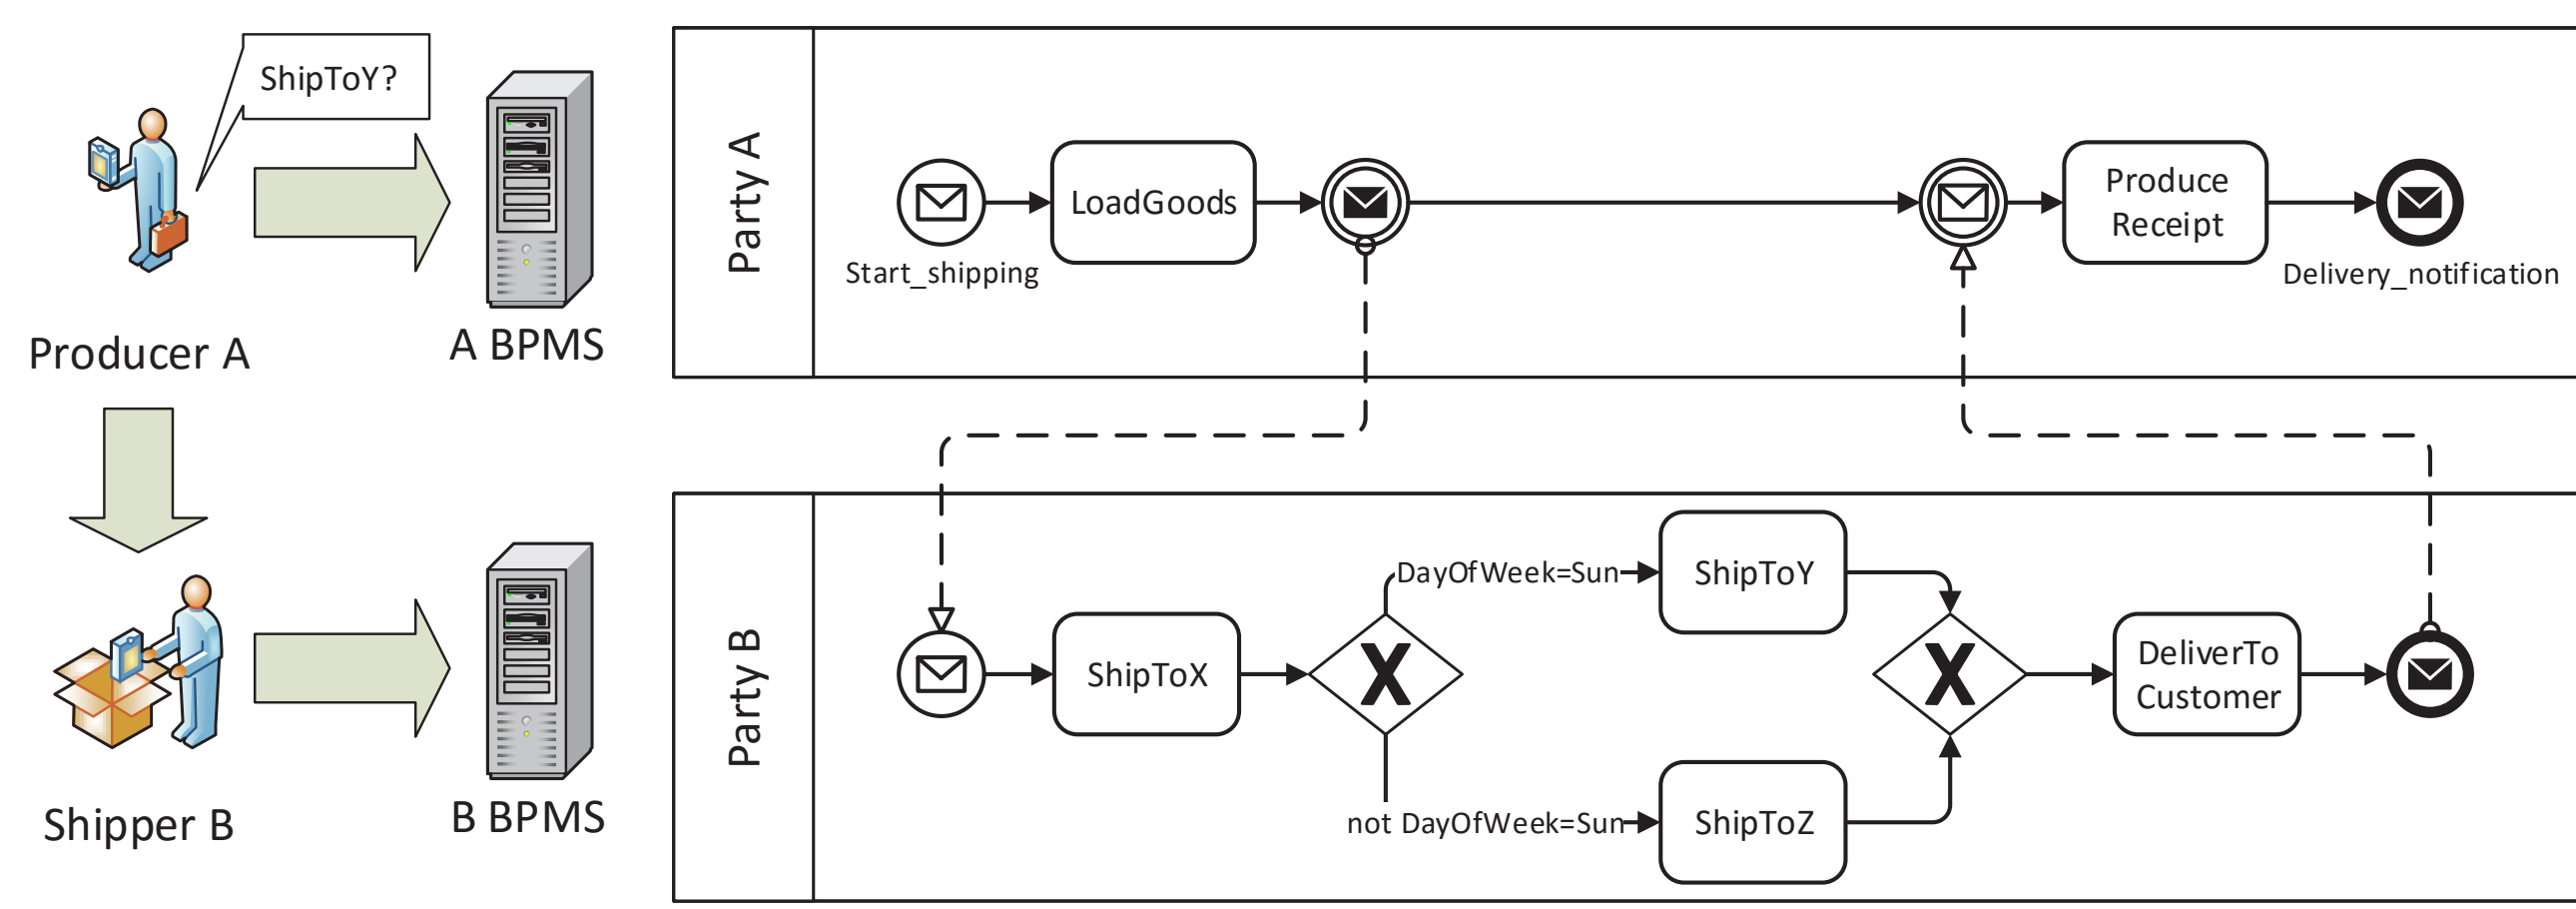 ShipToY?
Producer A
A BPMS
Shipper B
B BPMS
Party A
Start_shipping
LoadGoods
Produce
Receipt
Delivery_notification
Party B
ShipToX
X
DayOfWeek=Sun
ShipToY
not DayOfWeek=Sun
ShipToZ
X
DeliverTo
Customer